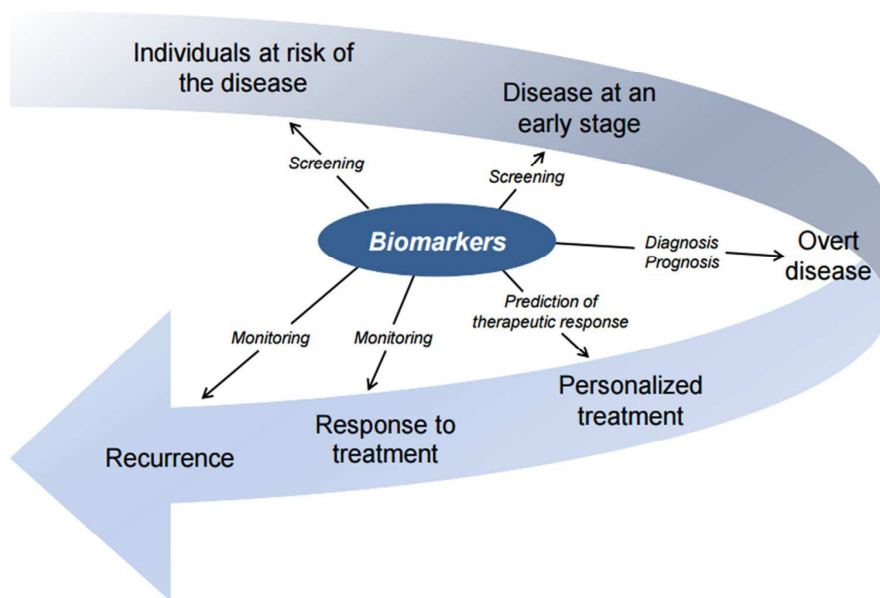 Individuals at risk of
the disease
Disease at an
early stage
Screening
Screening
Biomarkers
Diagnosis
Prognosis
Overt
disease
Prediction of
therapeutic response
Monitoring
Monitoring
Personalized
treatment
Response to
treatment
Recurrence